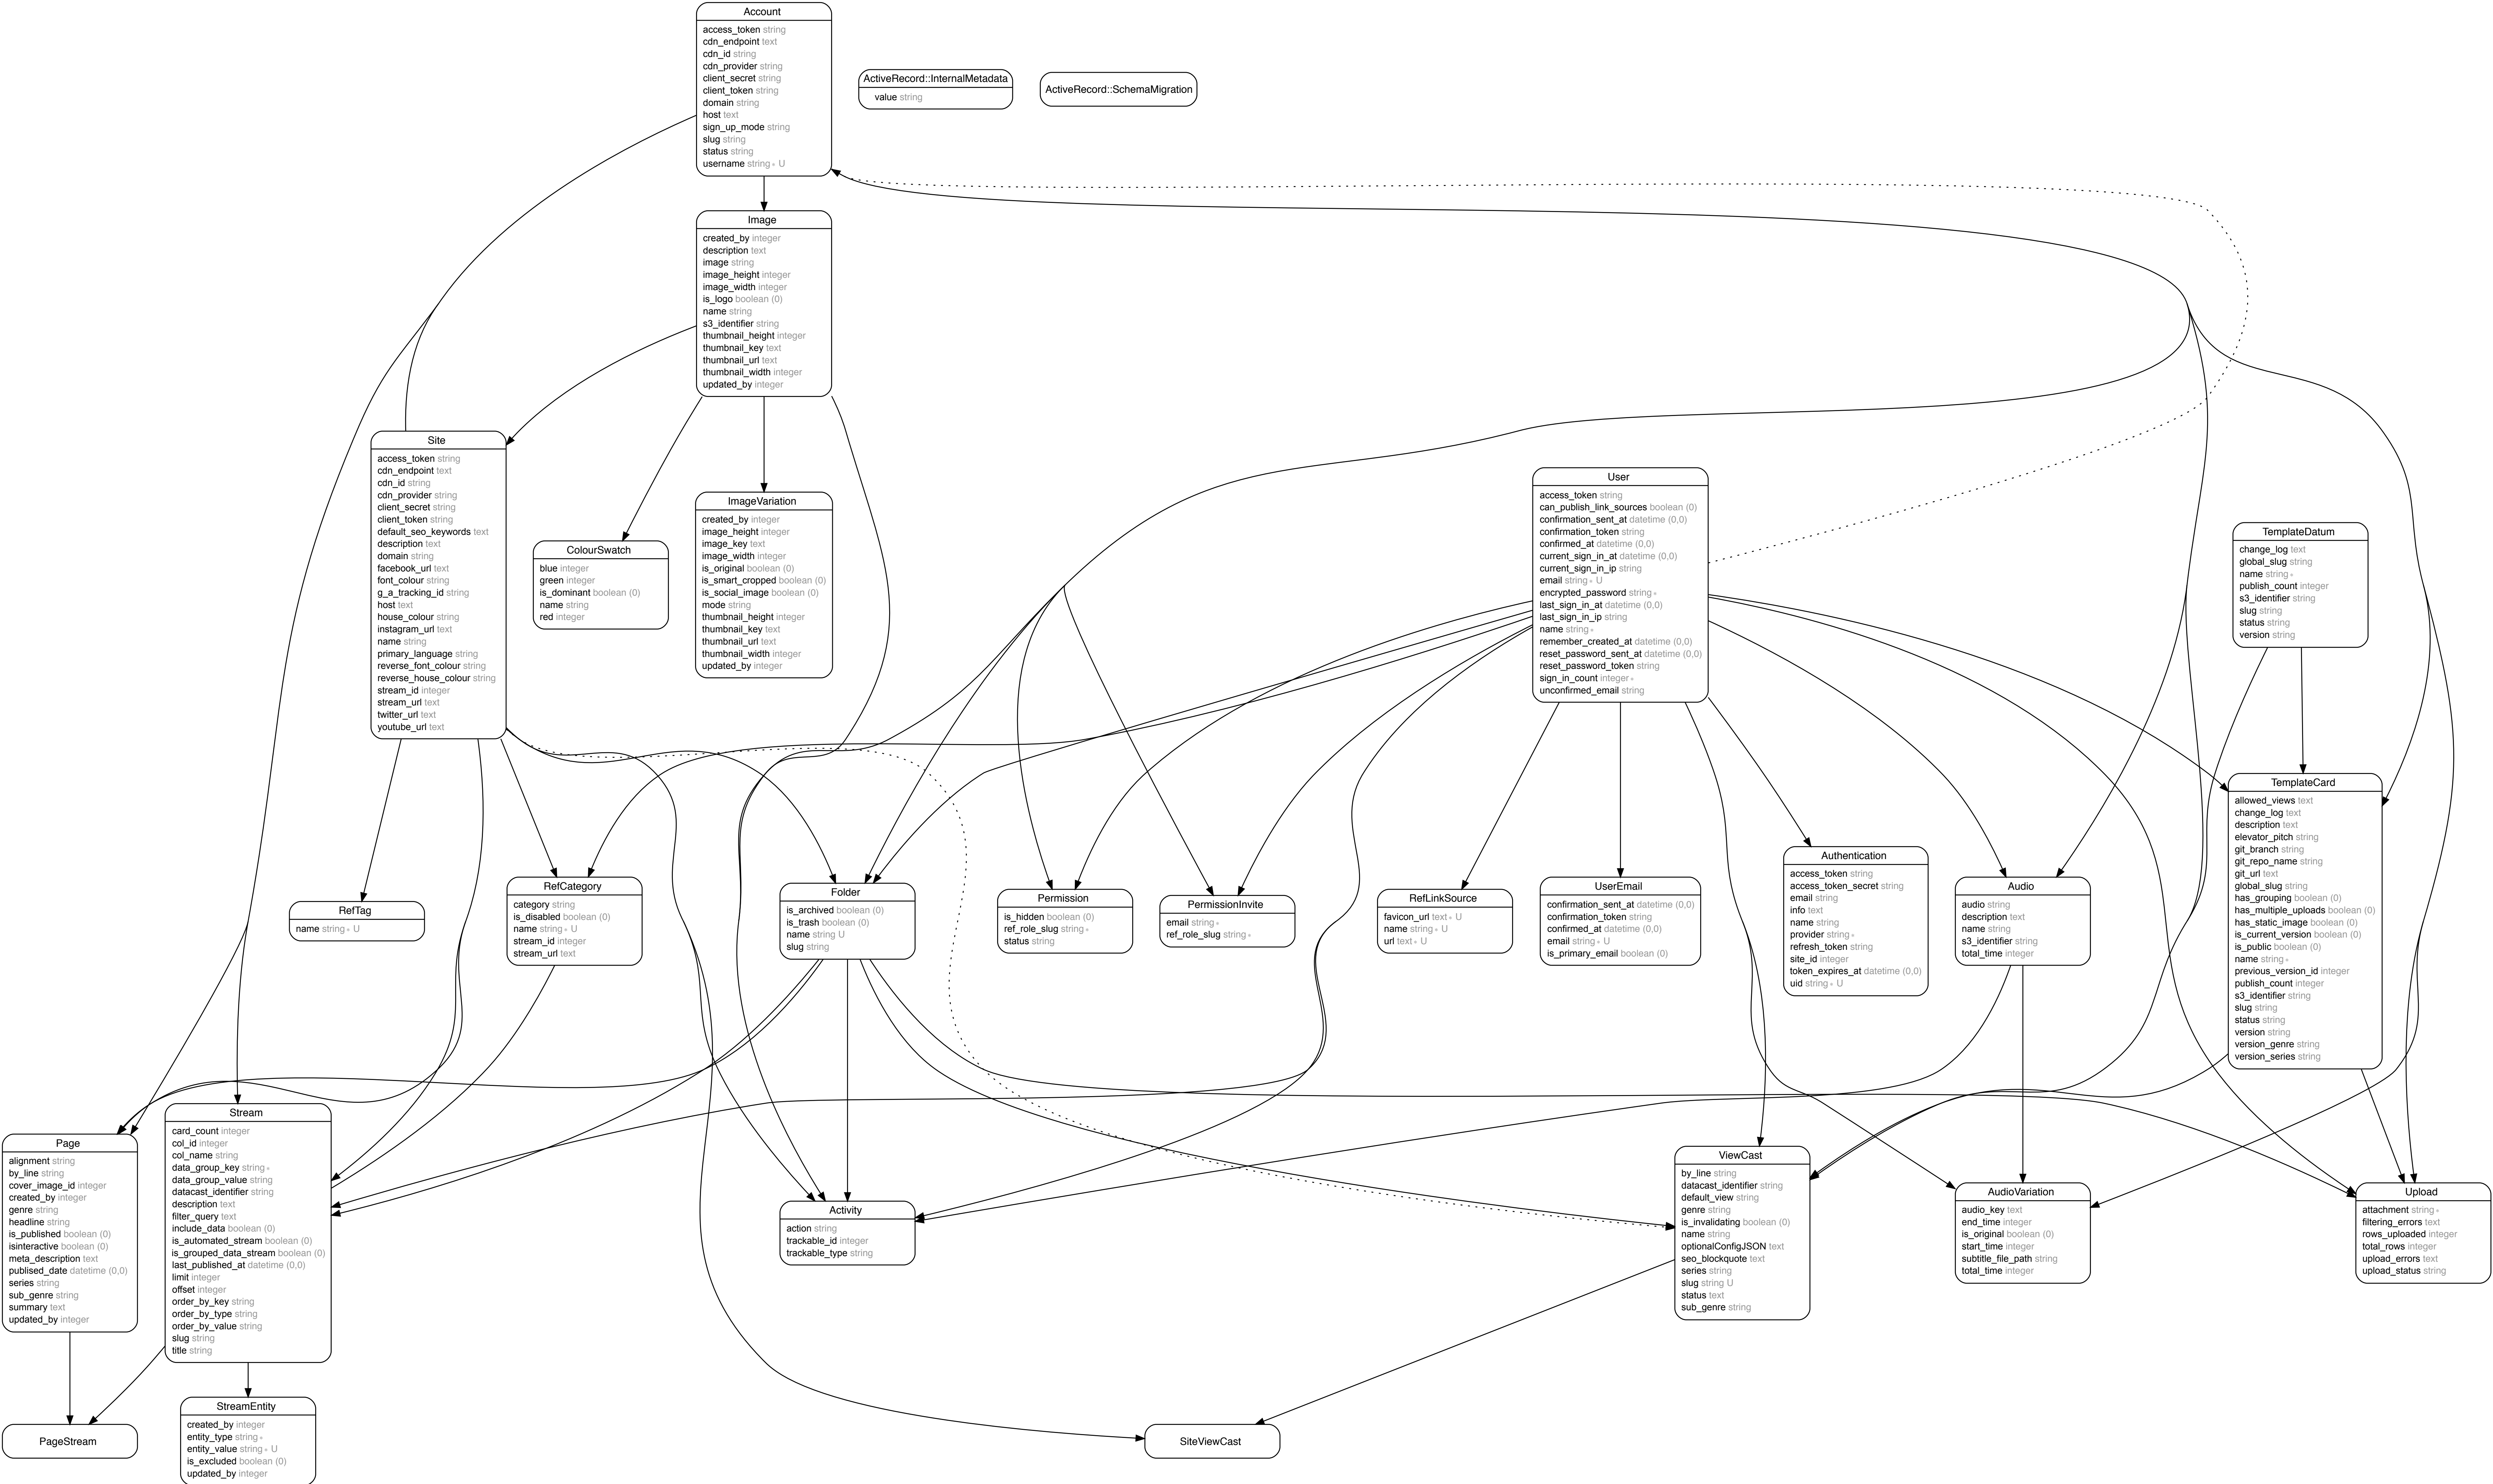 Account
access_token string
cdn_endpoint text
cdn_id string
cdn_provider string
client_secret string
client_token string
domain string
host text
sign_up_mode string
slug string
status string
username string * U
ActiveRecord::InternalMetadata
value string
ActiveRecord::SchemaMigration
Image
created_by integer
description text
image string
image_height integer
image_width integer
is_logo boolean (0)
name string
s3_identifier string
thumbnail_height integer
thumbnail_key text
thumbnail_url text
thumbnail_width integer
updated_by integer
Site
access_token string
cdn_endpoint text
cdn_id string
cdn_provider string
client_secret string
client_token string
default_seo_keywords text
description text
domain string
facebook_url text
font_colour string
g_a_tracking_id string
host text
house_colour string
instagram_url text
name string
primary_language string
reverse_font_colour string
reverse_house_colour string
stream_id integer
stream_url text
twitter_url text
youtube_url text
ColourSwatch
blue integer
green integer
is_dominant boolean (0)
name string
red integer
ImageVariation
created_by integer
image_height integer
image_key text
image_width integer
is_original boolean (0)
is_smart_cropped boolean (0)
is_social_image boolean (0)
mode string
thumbnail_height integer
thumbnail_key text
thumbnail_url text
thumbnail_width integer
updated_by integer
User
access_token string
can_publish_link_sources boolean (0)
confirmation_sent_at datetime (0,0)
confirmation_token string
confirmed_at datetime (0,0)
current_sign_in_at datetime (0,0)
current_sign_in_ip string
email string * U
encrypted_password string *
last_sign_in_at datetime (0,0)
last_sign_in_ip string
name string *
remember_created_at datetime (0,0)
reset_password_sent_at datetime (0,0)
reset_password_token string
sign_in_count integer *
unconfirmed_email string
TemplateDatum
change_log text
global_slug string
name string *
publish_count integer
s3_identifier string
slug string
status string
version string
TemplateCard
allowed_views text
change_log text
description text
elevator_pitch string
git_branch string
git_repo_name string
git_url text
global_slug string
has_grouping boolean (0)
has_multiple_uploads boolean (0)
has_static_image boolean (0)
is_current_version boolean (0)
is_public boolean (0)
name string *
previous_version_id integer
publish_count integer
s3_identifier string
slug string
status string
version string
version_genre string
version_series string
RefTag
name string * U
RefCategory
category string
is_disabled boolean (0)
name string * U
stream_id integer
stream_url text
Folder
is_archived boolean (0)
is_trash boolean (0)
name string U
slug string
Permission
is_hidden boolean (0)
ref_role_slug string *
status string
PermissionInvite
email string *
ref_role_slug string *
RefLinkSource
favicon_url text * U
name string * U
url text * U
UserEmail
confirmation_sent_at datetime (0,0)
confirmation_token string
confirmed_at datetime (0,0)
email string * U
is_primary_email boolean (0)
Authentication
access_token string
access_token_secret string
email string
info text
name string
provider string *
refresh_token string
site_id integer
token_expires_at datetime (0,0)
uid string * U
Audio
audio string
description text
name string
s3_identifier string
total_time integer
Page
alignment string
by_line string
cover_image_id integer
created_by integer
genre string
headline string
is_published boolean (0)
isinteractive boolean (0)
meta_description text
publised_date datetime (0,0)
series string
sub_genre string
summary text
updated_by integer
Stream
card_count integer
col_id integer
col_name string
data_group_key string *
data_group_value string
datacast_identifier string
description text
filter_query text
include_data boolean (0)
is_automated_stream boolean (0)
is_grouped_data_stream boolean (0)
last_published_at datetime (0,0)
limit integer
offset integer
order_by_key string
order_by_type string
order_by_value string
slug string
title string
Activity
action string
trackable_id integer
trackable_type string
ViewCast
by_line string
datacast_identifier string
default_view string
genre string
is_invalidating boolean (0)
name string
optionalConfigJSON text
seo_blockquote text
series string
slug string U
status text
sub_genre string
AudioVariation
audio_key text
end_time integer
is_original boolean (0)
start_time integer
subtitle_file_path string
total_time integer
Upload
attachment string *
filtering_errors text
rows_uploaded integer
total_rows integer
upload_errors text
upload_status string
PageStream
StreamEntity
created_by integer
entity_type string *
entity_value string * U
is_excluded boolean (0)
updated_by integer
SiteViewCast